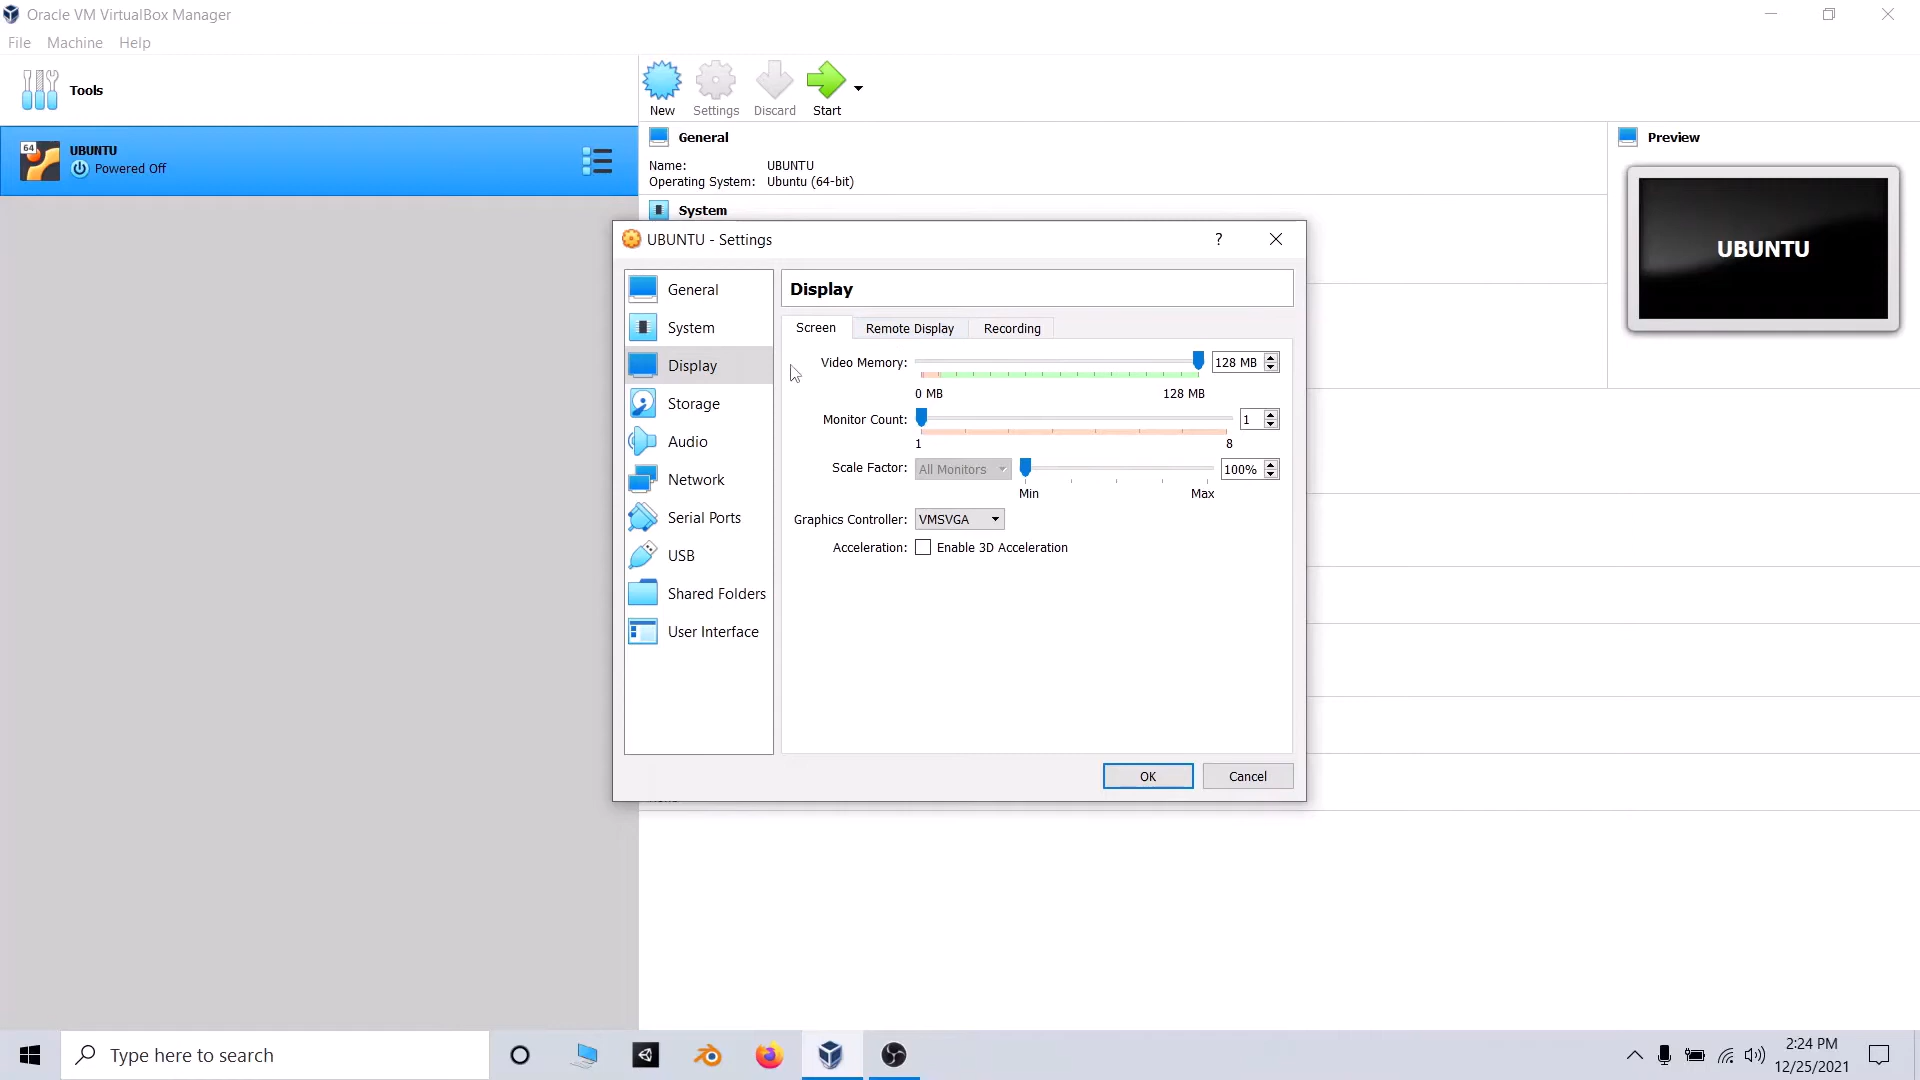 Oracle VM VirtualBox Manager
File Machine Help
Tools
New Settings Discard Start
64
UBUNTU
Powered Off
General
Name: UBUNTU
Operating System: Ubuntu (64-bit)
System
Preview
UBUNTU
UBUNTU - Settings
?
General
System
Display
Storage
Audio
Network
Serial Ports
USB
Shared Folders
User Interface
Display
Screen Remote Display Recording
Video Memory: 128 MB
0 MB 128 MB
Monitor Count: 1
1 8
Scale Factor: All Monitors 100%
Min Max
Graphics Controller: VMSVGA
Acceleration: Enable 3D Acceleration
OK Cancel
Type here to search
2:24 PM
12/25/2021